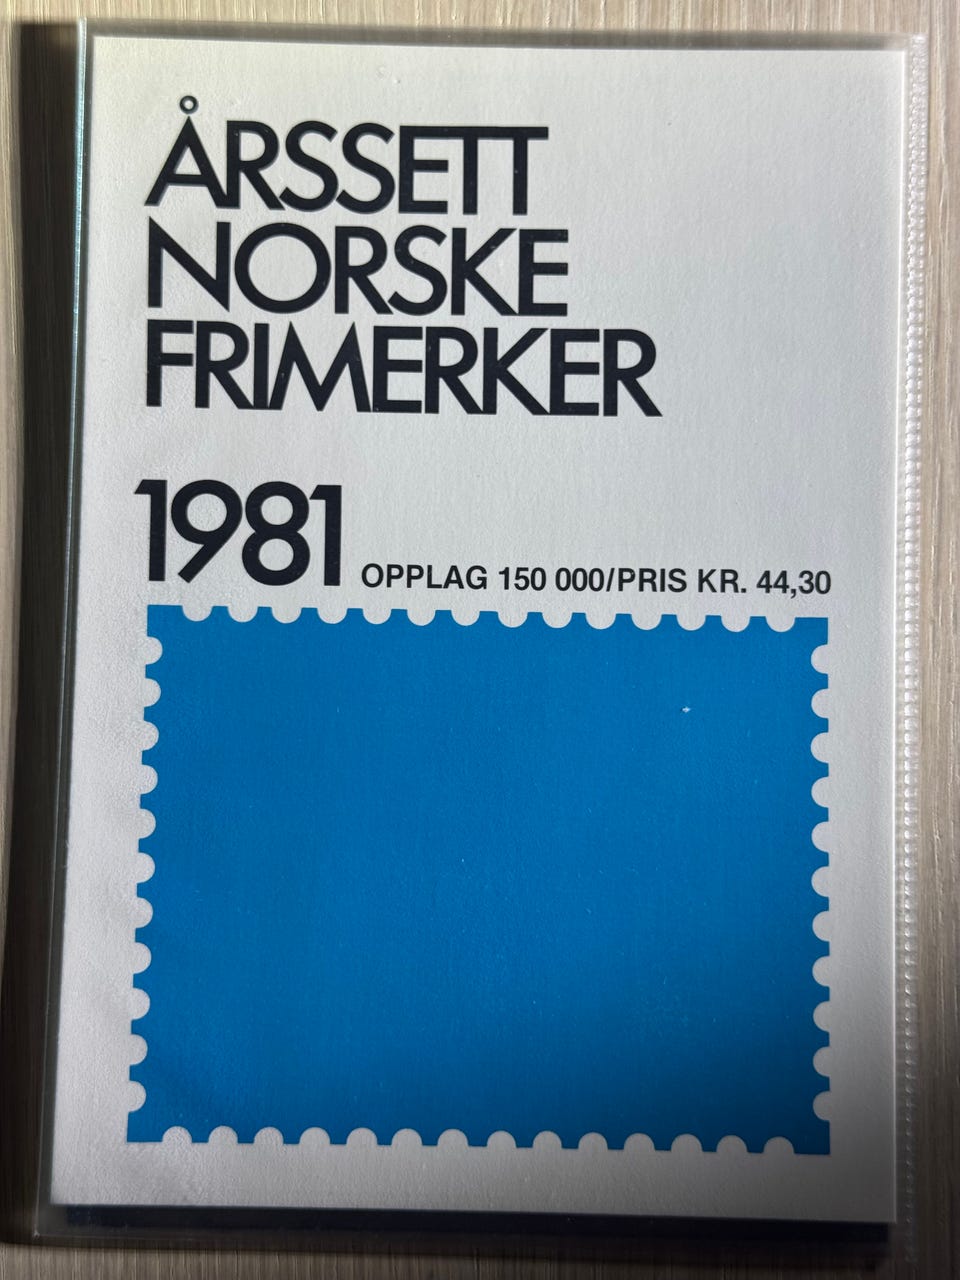 ÅRSSETT
NORSKE
FRIMERKER
1981 OPPLAG 150 000/PRIS KR. 44,30